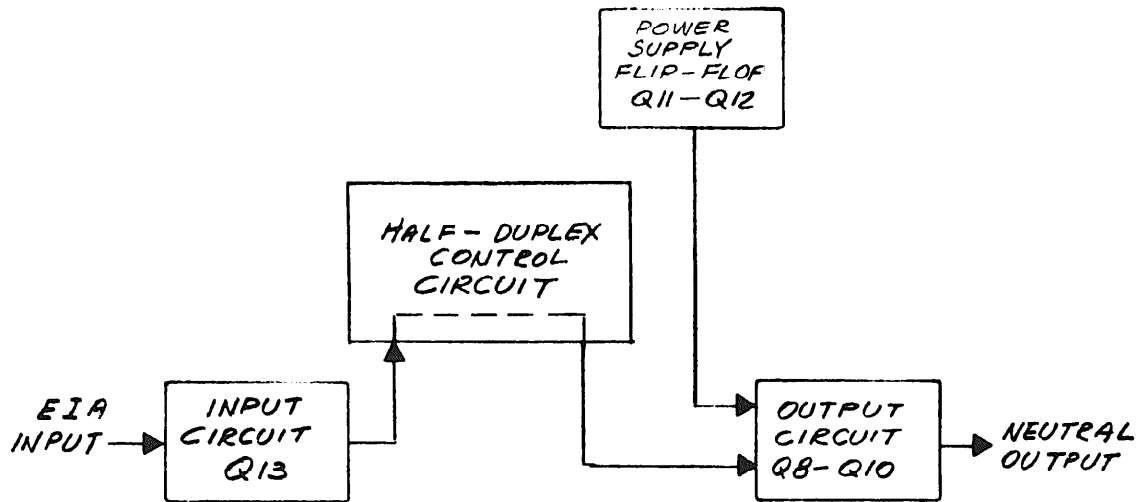 POWER
SUPPLY
FLIP-FLOF
Q11-Q12
HALF-DUPLEX
CONTROL
CIRCUIT
EIA
INPUT
INPUT
CIRCUIT
Q13
OUTPUT
CIRCUIT
Q8-Q10
NEUTRAL
OUTPUT